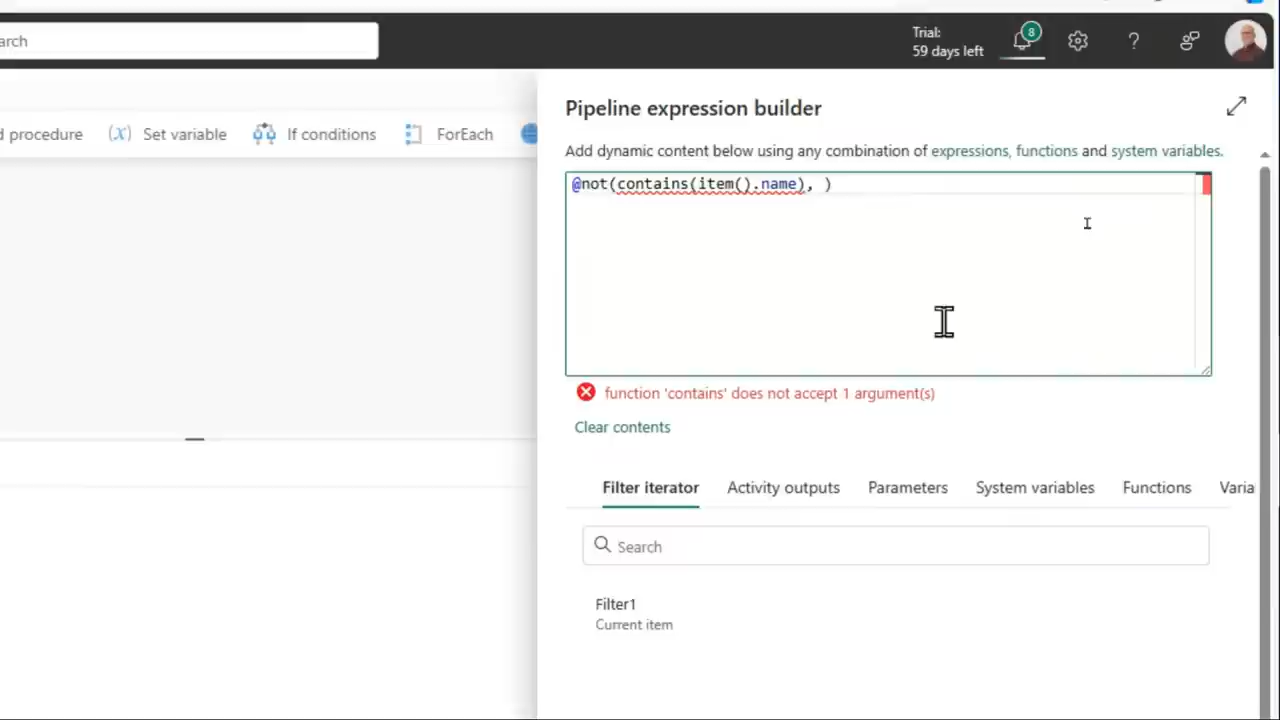 arch
Trial:
59 days left
8
d procedure
(x) Set variable
If conditions
ForEach
Pipeline expression builder
Add dynamic content below using any combination of expressions, functions and system variables.
@not(contains(item().name), )
function 'contains' does not accept 1 argument(s)
Clear contents
Filter iterator
Activity outputs
Parameters
System variables
Functions
Varia
Search
Filter1
Current item